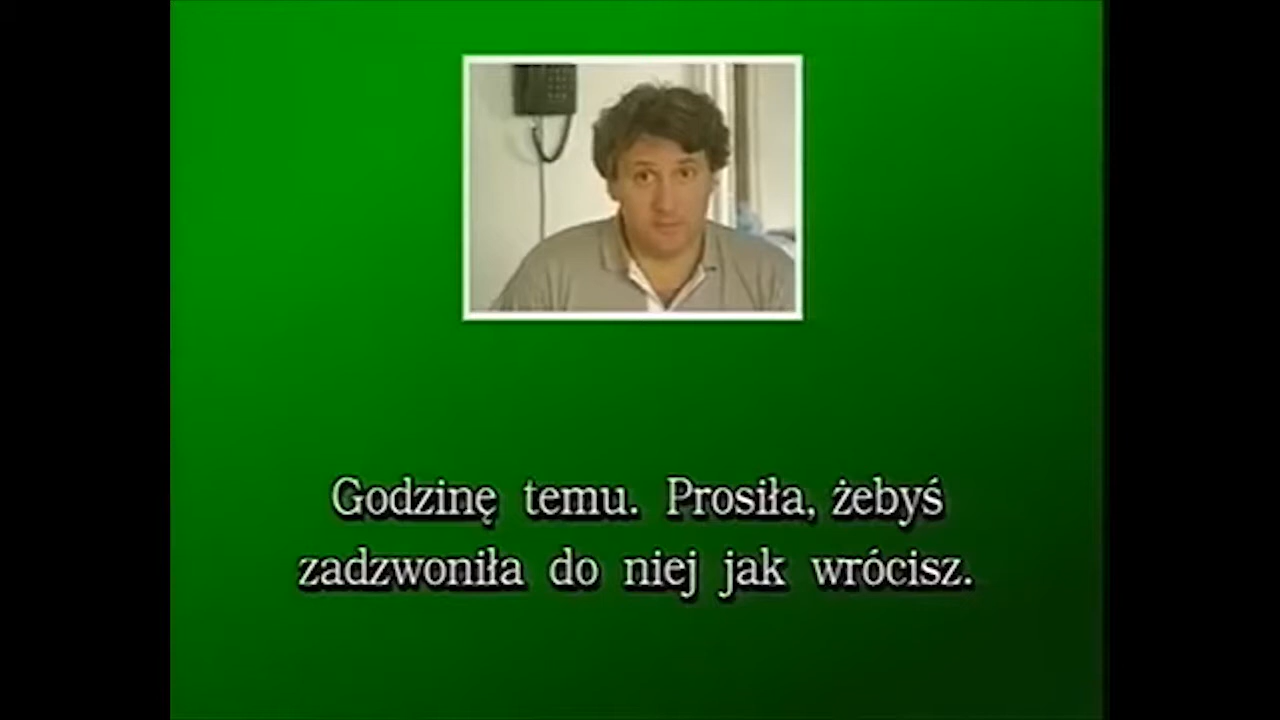 Godzinę temu. Prosiła, żebyś
zadzwoniła do niej jak wrócisz.